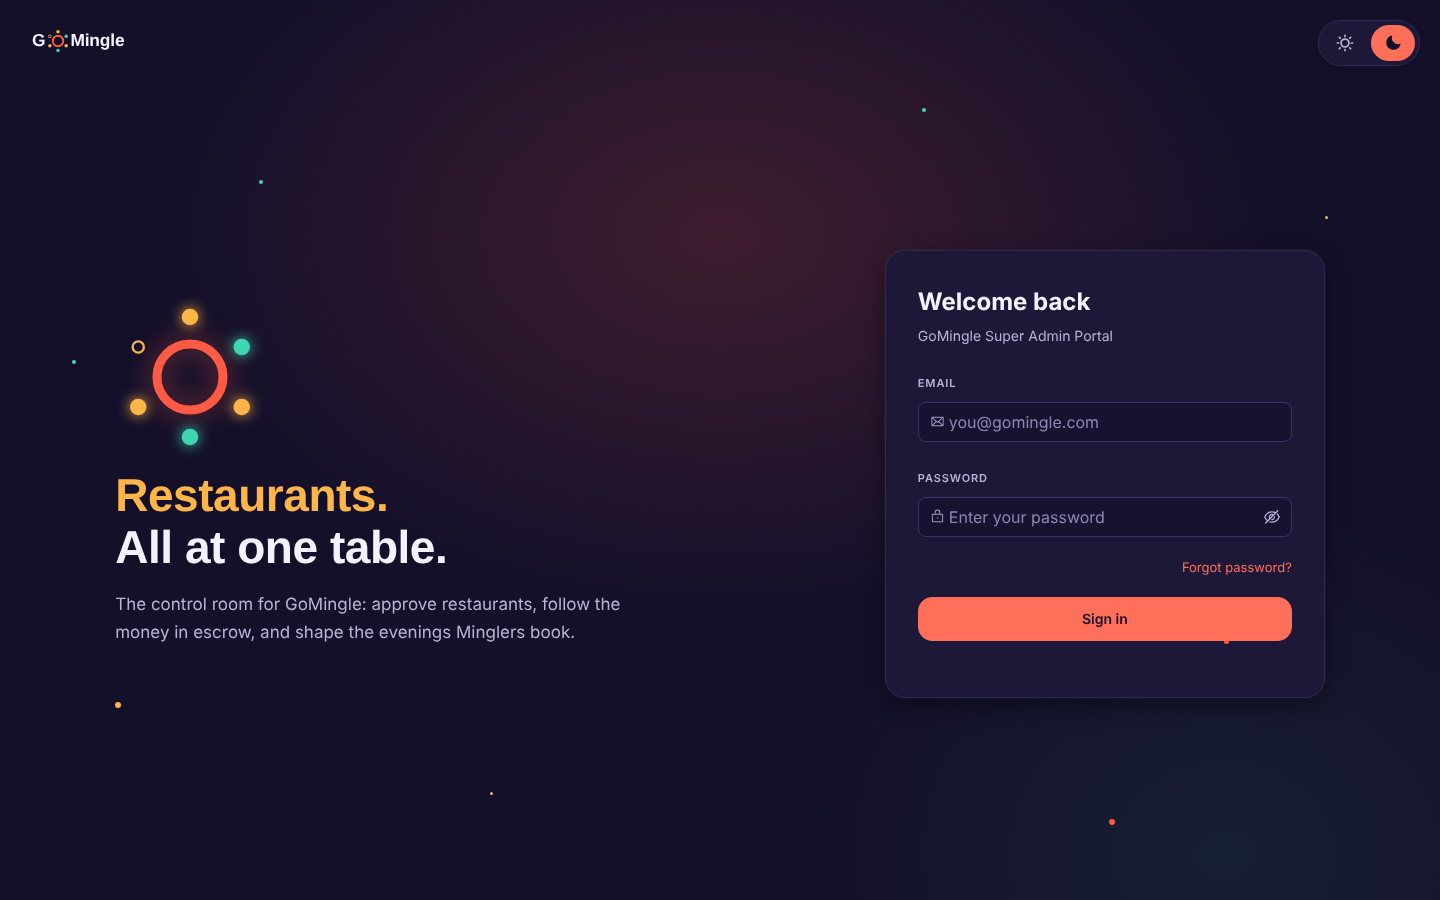 GoMingle
Restaurants.
All at one table.
The control room for GoMingle: approve restaurants, follow the
money in escrow, and shape the evenings Minglers book.
Welcome back
GoMingle Super Admin Portal
EMAIL
you@gomingle.com
PASSWORD
Enter your password
Forgot password?
Sign in